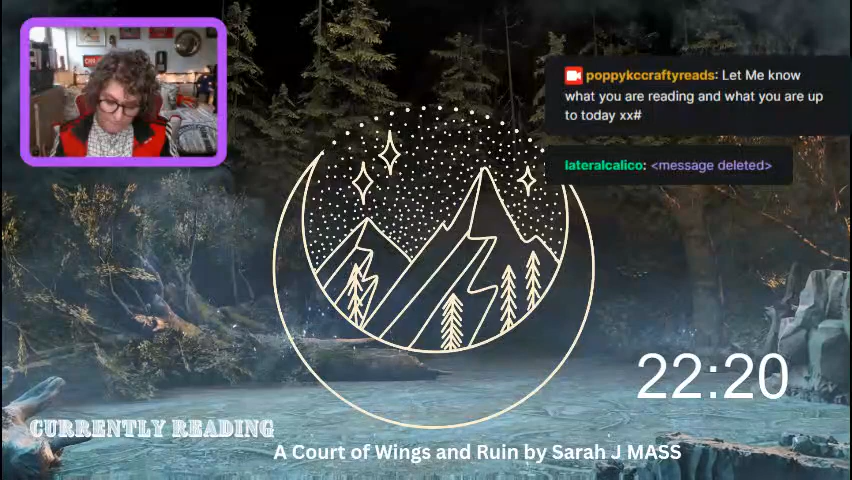 poppykccraftyreads: Let Me know
what you are reading and what you are up
to today xx#
lateralcalico: <message deleted>
22:20
CURRENTLY READING
A Court of Wings and Ruin by Sarah J MASS